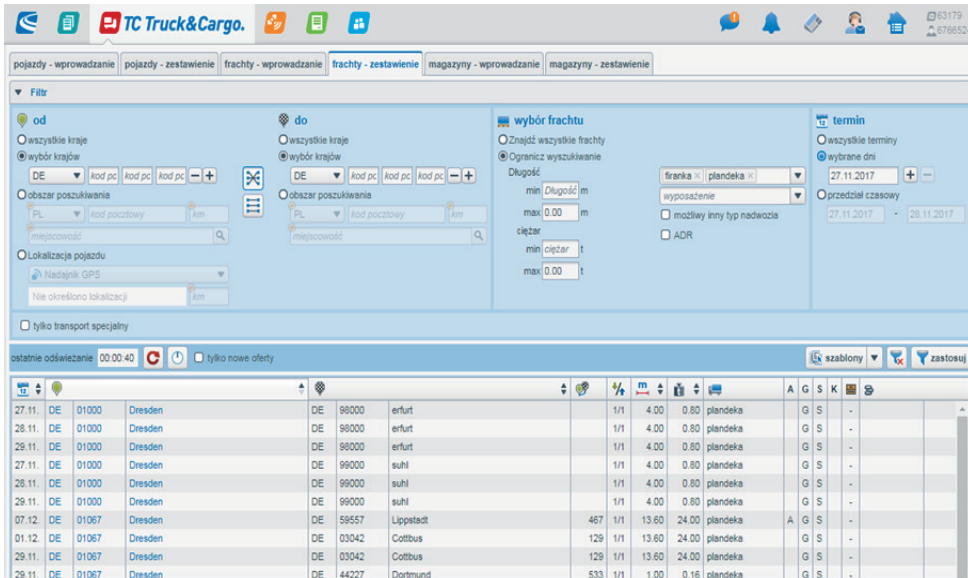 TC Truck&Cargo. 63179
676652
pojazdy - wprowadzanie pojazdy - zestawienie frachty - wprowadzanie frachty - zestawienie magazyny - wprowadzanie magazyny - zestawienie
Filtr
od do wybór frachtu 12 termin
wszystkie kraje wszystkie kraje Znajdź wszystkie frachty wszystkie terminy
wybór krajów wybór krajów Ogranicz wyszukiwanie wybrane dni
DE kod pc kod pc kod pc DE kod pc kod pc kod pc Długość firanka × plandeka × 27.11.2017
obszar poszukiwania obszar poszukiwania min Długość m wyposażenie przedział czasowy
PL kod pocztowy km PL kod pocztowy km max 0.00 m możliwy inny typ nadwozia 27.11.2017 - 28.11.2017
miejscowość miejscowość ciężar ADR
Lokalizacja pojazdu min ciężar t
Nadajnik GPS max 0.00 t
Nie określono lokalizacji km
tylko transport specjalny
ostatnie odświeżanie 00:00:40 tylko nowe oferty szablony zastosuj
12 m A G S K
27.11. DE 01000 Dresden DE 98000 erfurt 1/1 4.00 0.80 plandeka G S -
28.11. DE 01000 Dresden DE 98000 erfurt 1/1 4.00 0.80 plandeka G S -
29.11. DE 01000 Dresden DE 98000 erfurt 1/1 4.00 0.80 plandeka G S -
27.11. DE 01000 Dresden DE 99000 suhl 1/1 4.00 0.80 plandeka G S -
28.11. DE 01000 Dresden DE 99000 suhl 1/1 4.00 0.80 plandeka G S -
29.11. DE 01000 Dresden DE 99000 suhl 1/1 4.00 0.80 plandeka G S -
07.12. DE 01067 Dresden DE 59557 Lippstadt 467 1/1 13.60 24.00 plandeka A G S -
01.12. DE 01067 Dresden DE 03042 Cottbus 129 1/1 13.60 24.00 plandeka G S -
29.11. DE 01067 Dresden DE 03042 Cottbus 129 1/1 13.60 24.00 plandeka G S -
29.11. DE 01067 Dresden DE 44227 Dortmund 533 1/1 1.00 0.16 plandeka G S -